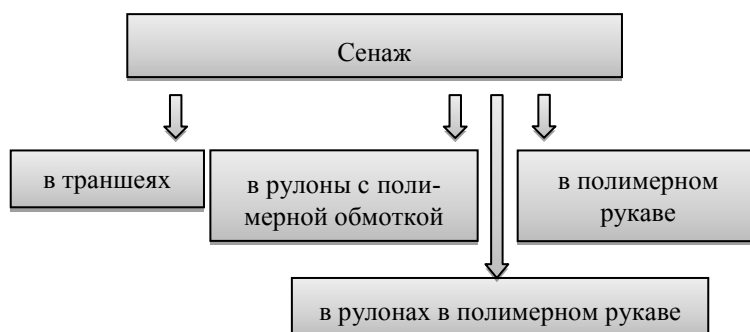 Сенаж
в траншеях
в рулоны с поли-
мерной обмоткой
в полимерном
рукаве
в рулонах в полимерном рукаве